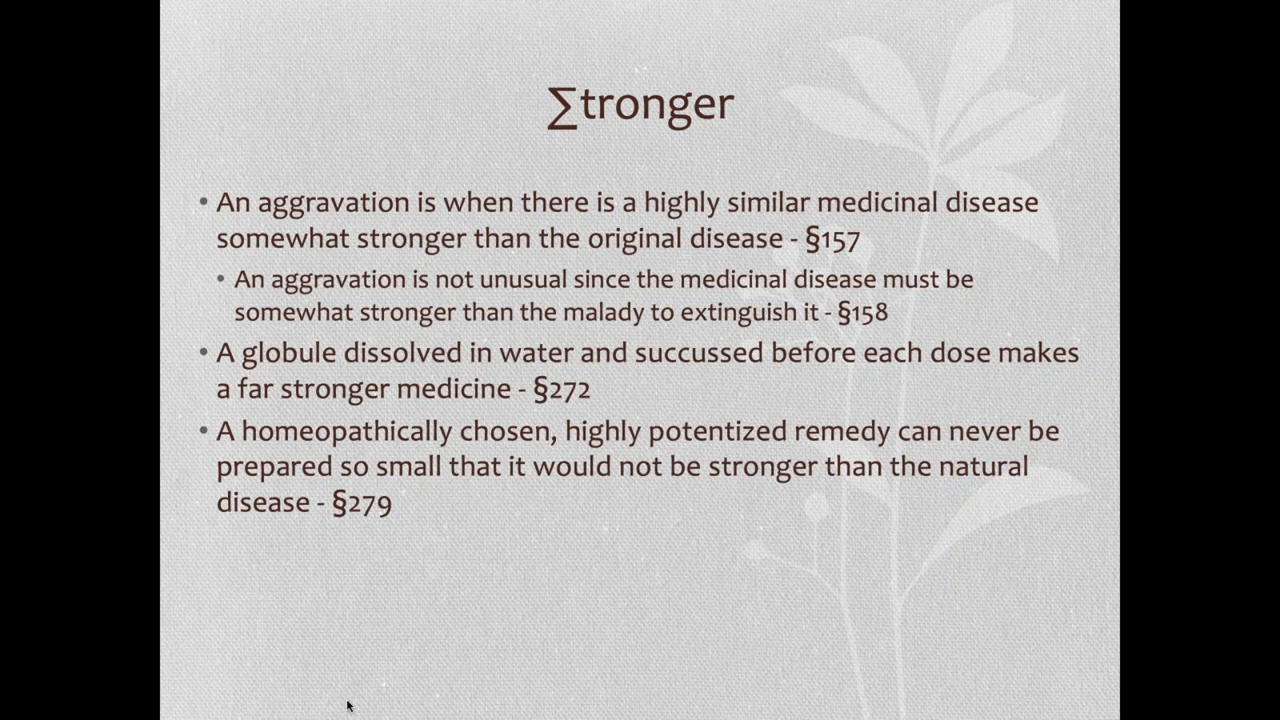 ∑tronger
• An aggravation is when there is a highly similar medicinal disease
somewhat stronger than the original disease - §157
• An aggravation is not unusual since the medicinal disease must be
somewhat stronger than the malady to extinguish it - §158
• A globule dissolved in water and succussed before each dose makes
a far stronger medicine - §272
• A homeopathically chosen, highly potentized remedy can never be
prepared so small that it would not be stronger than the natural
disease - §279